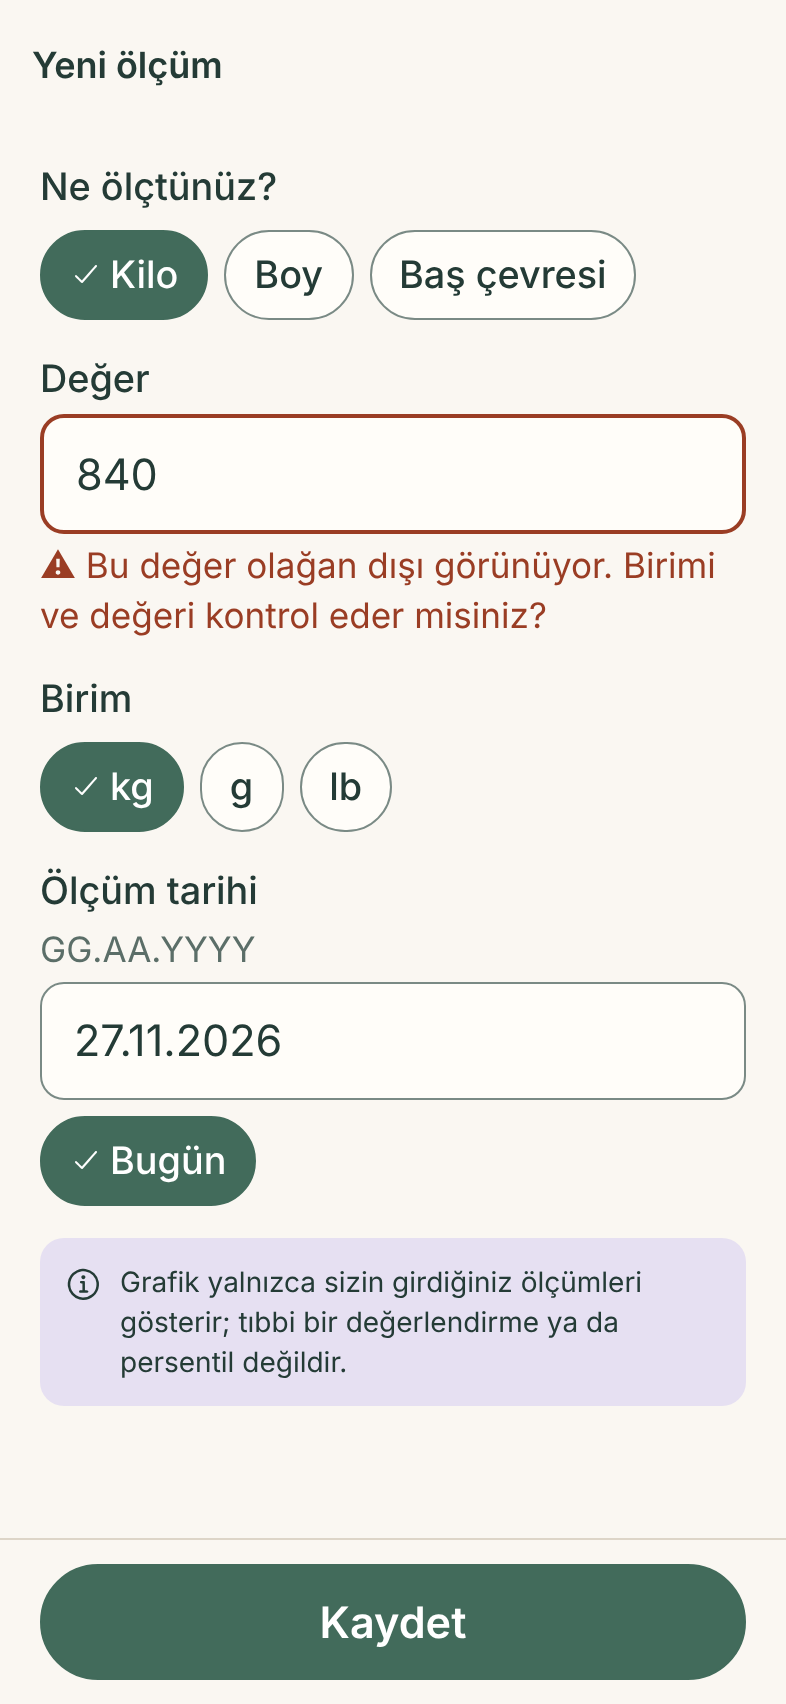 Yeni ölçüm
Ne ölçtünüz?
✓ Kilo
Boy
Baş çevresi
Değer
840
⚠ Bu değer olağan dışı görünüyor. Birimi
ve değeri kontrol eder misiniz?
Birim
✓ kg
g
lb
Ölçüm tarihi
GG.AA.YYYY
27.11.2026
✓ Bugün
Grafik yalnızca sizin girdiğiniz ölçümleri
gösterir; tıbbi bir değerlendirme ya da
persentil değildir.
Kaydet